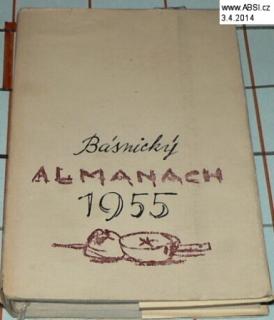 www.ABSI.cz
3.4.2014
Básnický
ALMANACH
1955